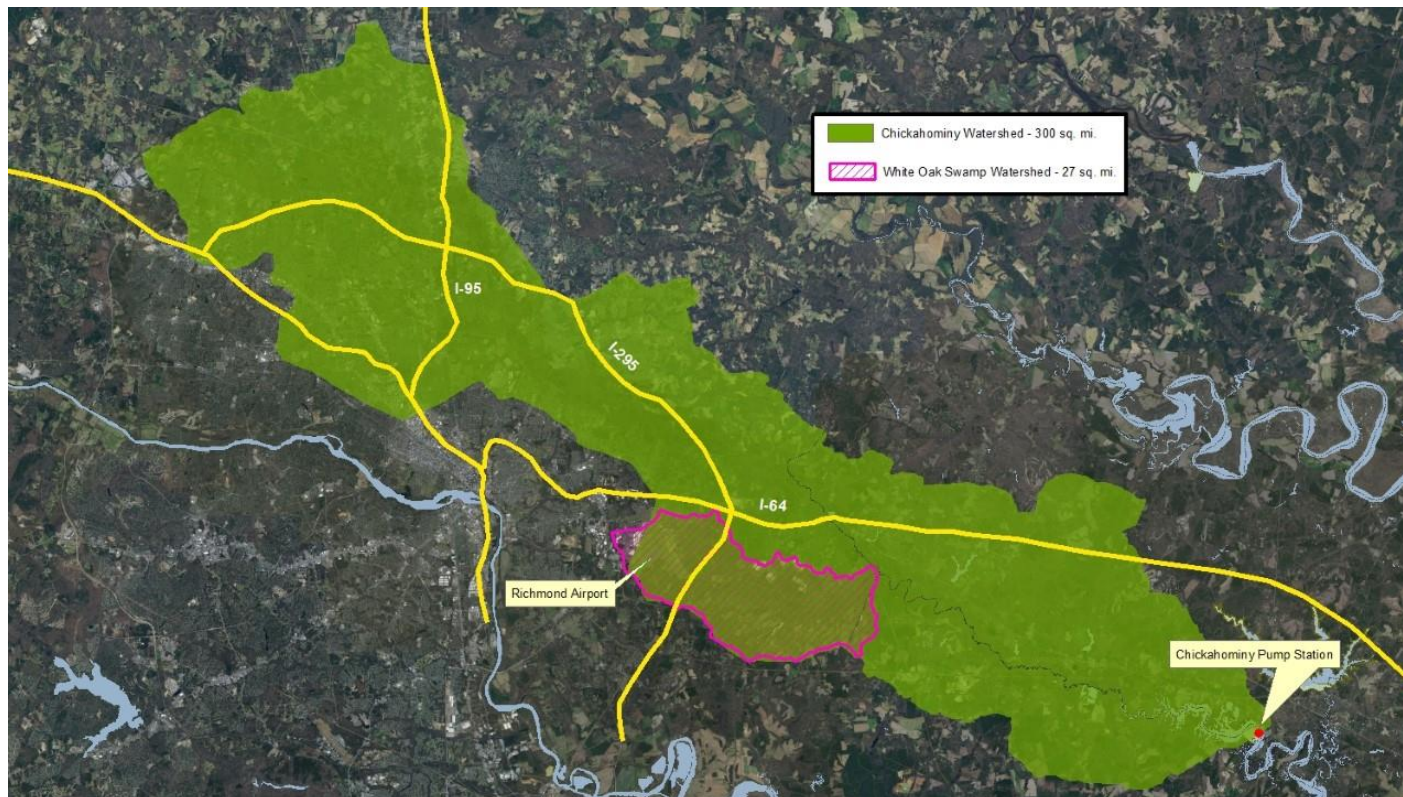 Chickahominy Watershed - 300 sq. mi.
White Oak Swamp Watershed - 27 sq. mi.
I-95
I-295
I-64
Richmond Airport
Chickahominy Pump Station